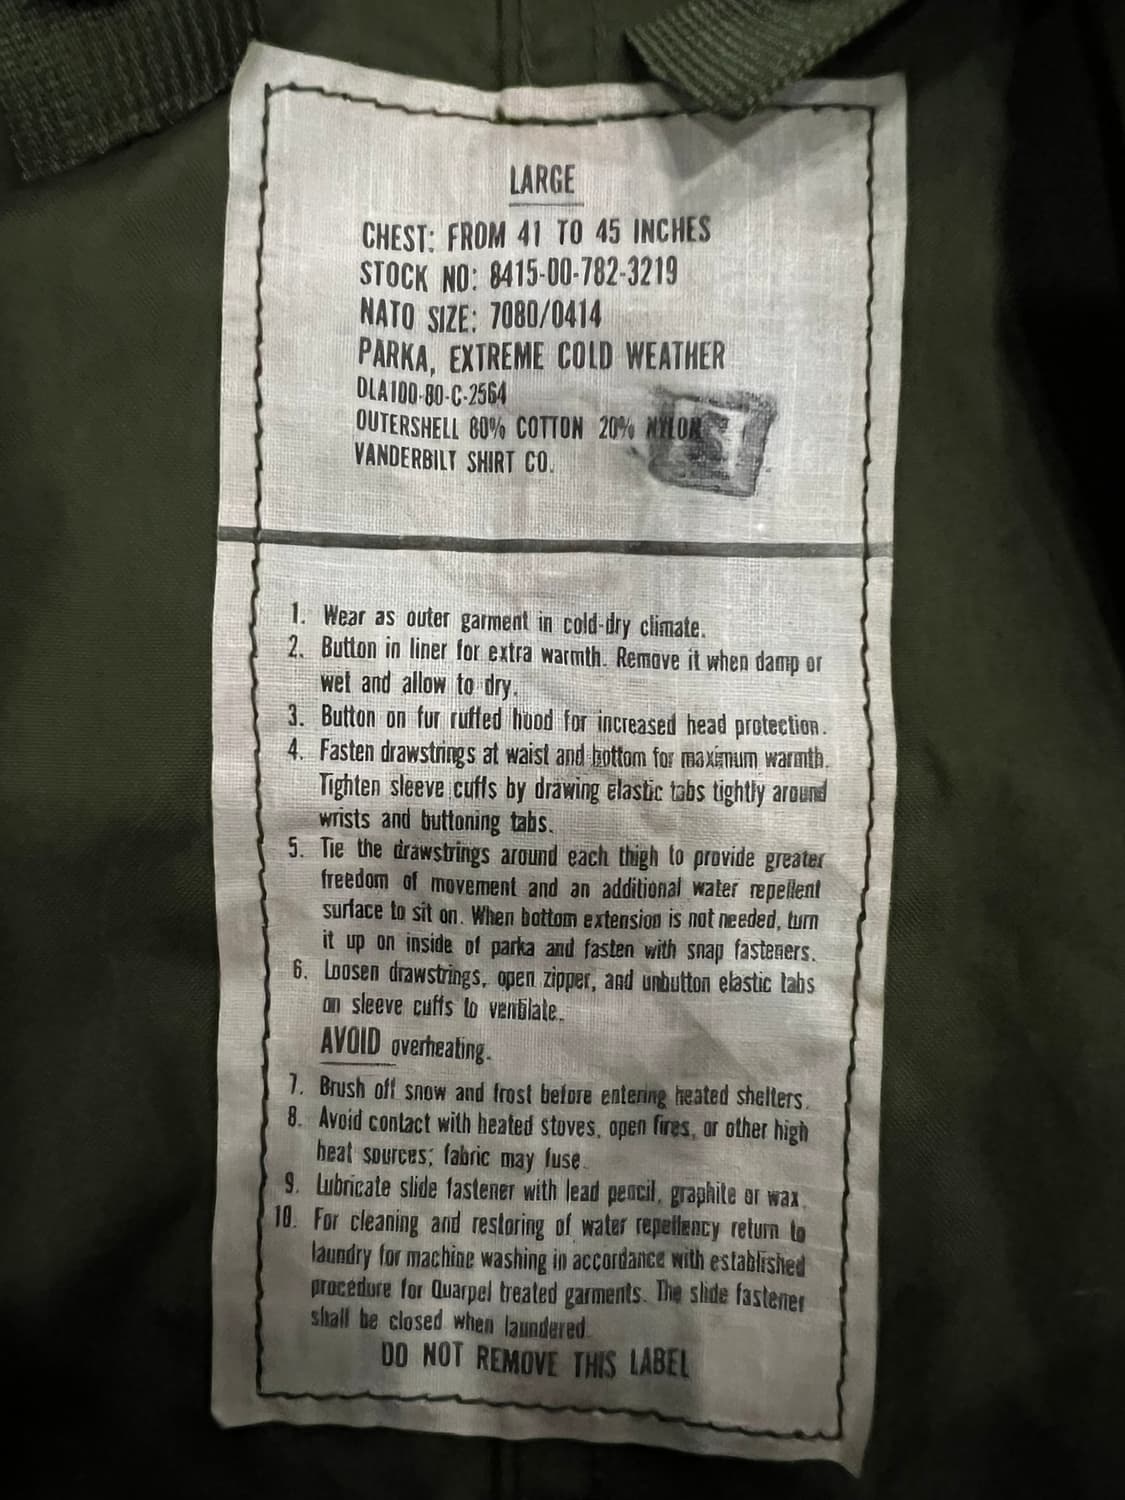 LARGE
CHEST: FROM 41 TO 45 INCHES
STOCK NO: 8415-00-782-3219
NATO SIZE: 7080/0414
PARKA, EXTREME COLD WEATHER
DLA100-80-C-2564
OUTERSHELL 80% COTTON 20% NYLON
VANDERBILT SHIRT CO.
1. Wear as outer garment in cold-dry climate.
2. Button in liner for extra warmth. Remove it when damp or
wet and allow to dry.
3. Button on fur ruffed hood for increased head protection.
4. Fasten drawstrings at waist and bottom for maximum warmth.
Tighten sleeve cuffs by drawing elastic tabs tightly around
wrists and buttoning tabs.
5. Tie the drawstrings around each thigh to provide greater
freedom of movement and an additional water repellent
surface to sit on. When bottom extension is not needed, turn
it up on inside of parka and fasten with snap fasteners.
6. Loosen drawstrings, open zipper, and unbutton elastic tabs
on sleeve cuffs to ventilate.
AVOID overheating.
7. Brush off snow and frost before entering heated shelters.
8. Avoid contact with heated stoves, open fires, or other high
heat sources; fabric may fuse.
9. Lubricate slide fastener with lead pencil, graphite or wax.
10. For cleaning and restoring of water repellency return to
laundry for machine washing in accordance with established
procedure for Quarpel treated garments. The slide fastener
shall be closed when laundered.
DO NOT REMOVE THIS LABEL